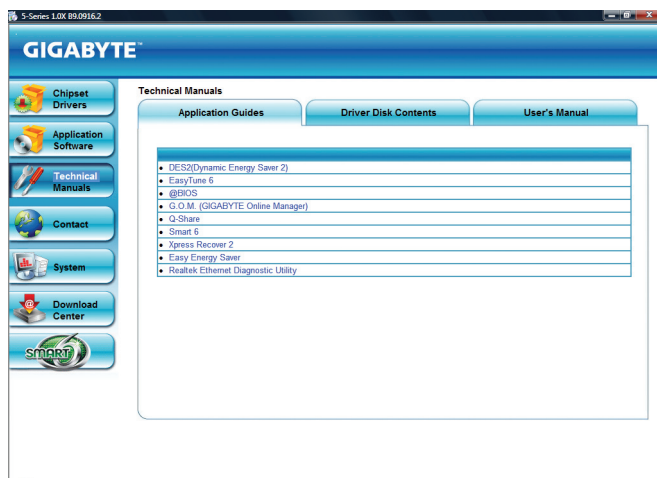 5-Series 1.0X B9.0916.2
GIGABYTE™
Chipset
Drivers
Application
Software
Technical
Manuals
Contact
System
Download
Center
SMART 6
Technical Manuals
Application Guides
Driver Disk Contents
User's Manual
• DES2(Dynamic Energy Saver 2)
• EasyTune 6
• @BIOS
• G.O.M. (GIGABYTE Online Manager)
• Q-Share
• Smart 6
• Xpress Recover 2
• Easy Energy Saver
• Realtek Ethernet Diagnostic Utility